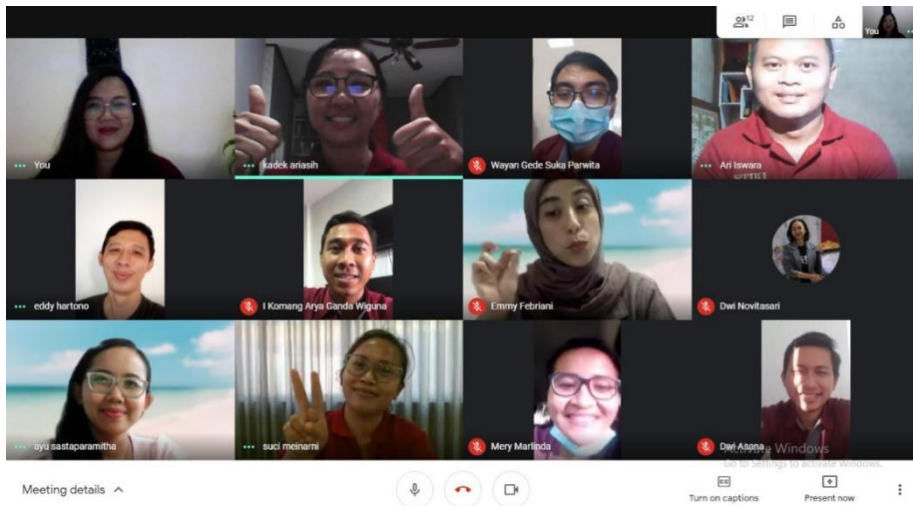 12
You
You
kadek ariasih
Wayan Gede Suka Parwita
Ari Iswara
eddy hartono
I Komang Arya Ganda Wiguna
Emmy Febriani
Dwi Novitasari
ayu sastaparamitha
suci meinarni
Mery Marlinda
Dwi Asana
Activate Windows
Go to Settings to activate Windows.
Meeting details
Turn on captions
Present now